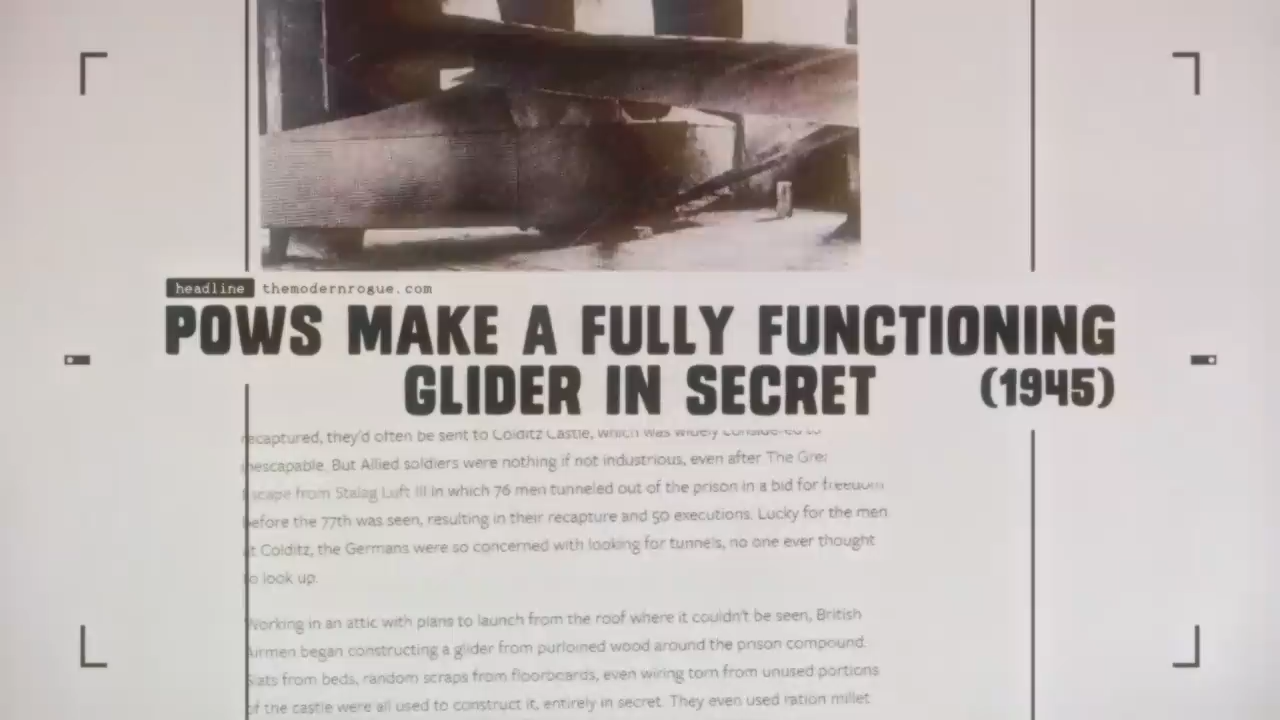 headline themodernrogue.com
POWS MAKE A FULLY FUNCTIONING
GLIDER IN SECRET (1945)
recaptured, they'd often be sent to Colditz Castle, which was widely considered to
inescapable. But Allied soldiers were nothing if not industrious, even after The Grea
Escape from Stalag Luft III in which 76 men tunneled out of the prison in a bid for freedom
before the 77th was seen, resulting in their recapture and 50 executions. Lucky for the men
at Colditz, the Germans were so concerned with looking for tunnels, no one ever thought
to look up.
Working in an attic with plans to launch from the roof where it couldn't be seen, British
Airmen began constructing a glider from purloined wood around the prison compound.
Slats from beds, random scraps from floorboards, even wiring torn from unused portions
of the castle were all used to construct it, entirely in secret. They even used ration millet